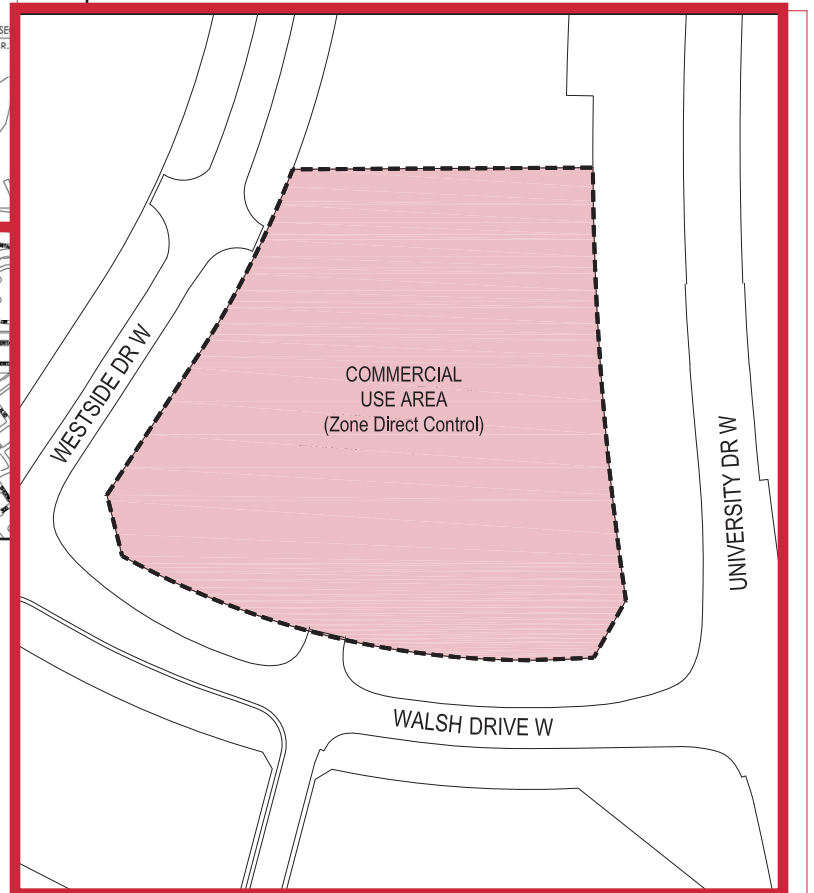 WESTSIDE DR W
COMMERCIAL
USE AREA
(Zone Direct Control)
UNIVERSITY DR W
WALSH DRIVE W